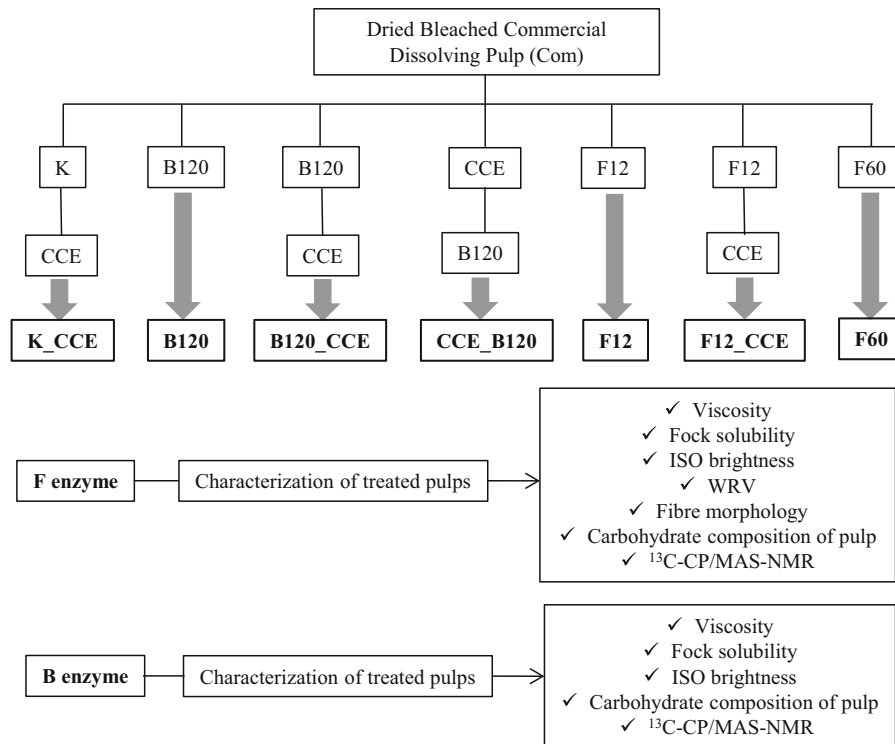 Dried Bleached Commercial
Dissolving Pulp (Com)
K
B120
B120
CCE
F12
F12
F60
CCE
CCE
B120
CCE
K_CCE
B120
B120_CCE
CCE_B120
F12
F12_CCE
F60
F enzyme
Characterization of treated pulps
✓ Viscosity
✓ Fock solubility
✓ ISO brightness
✓ WRV
✓ Fibre morphology
✓ Carbohydrate composition of pulp
✓ ¹³C-CP/MAS-NMR
B enzyme
Characterization of treated pulps
✓ Viscosity
✓ Fock solubility
✓ ISO brightness
✓ Carbohydrate composition of pulp
✓ ¹³C-CP/MAS-NMR